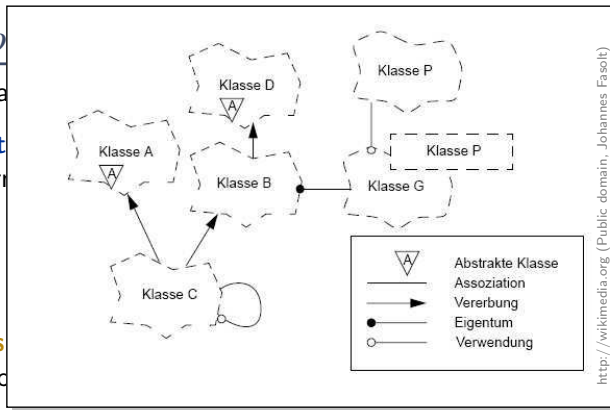 Klasse P
Klasse D
A
Klasse A
A
Klasse P
Klasse B
Klasse G
Klasse C
A
Abstrakte Klasse
Assoziation
Vererbung
Eigentum
Verwendung
http://wikimedia.org (Public domain, Johannes Fasolt)